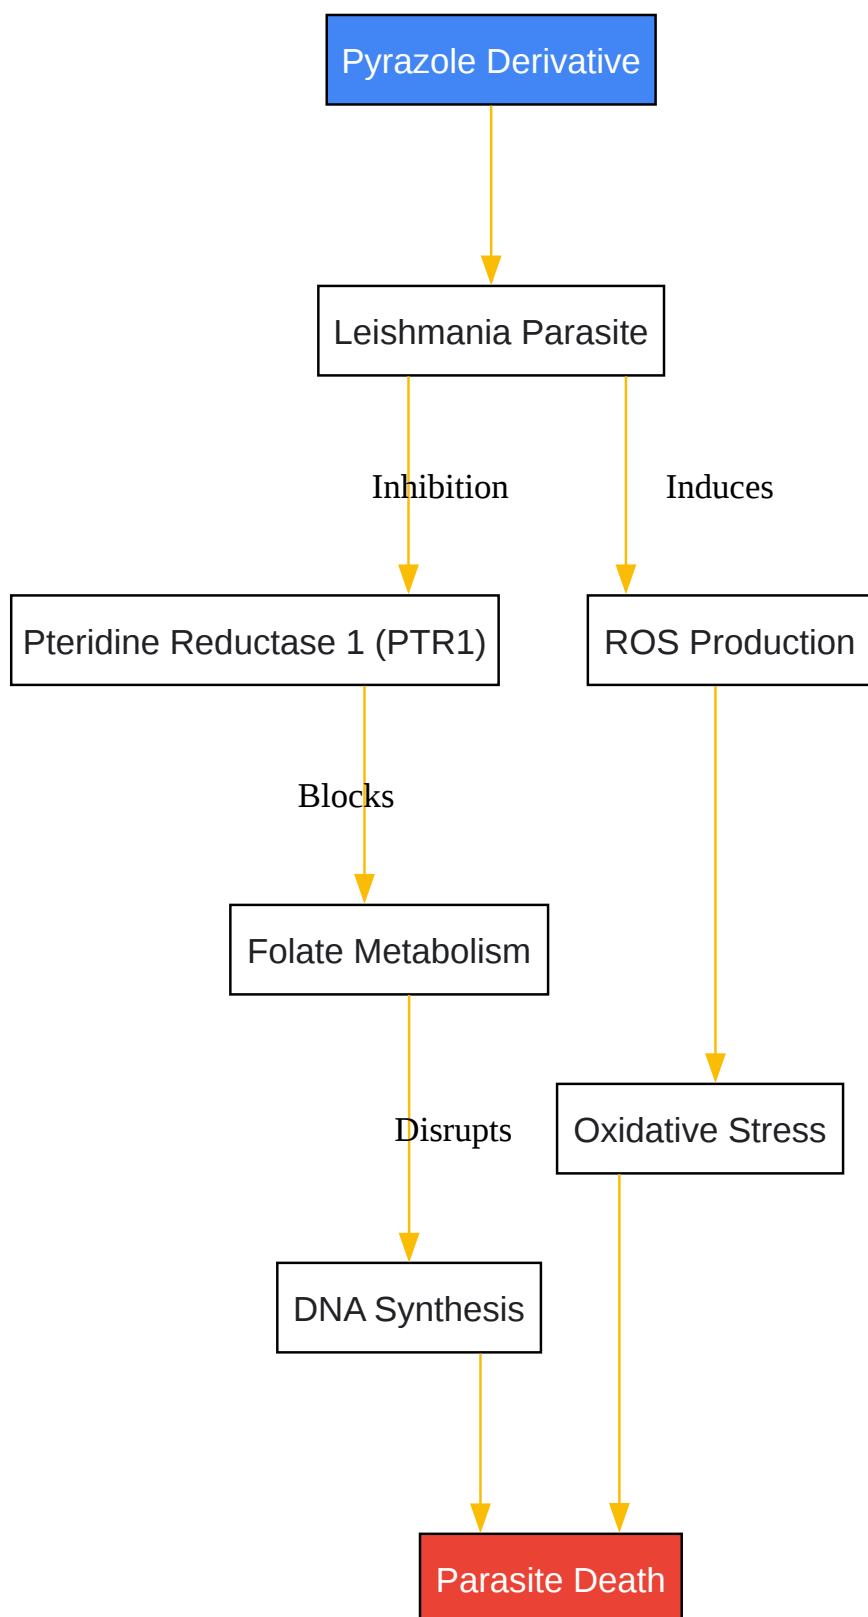 Pyrazole Derivative
Leishmania Parasite
Inhibition
Induces
Pteridine Reductase 1 (PTR1)
ROS Production
Blocks
Folate Metabolism
Disrupts
Oxidative Stress
DNA Synthesis
Parasite Death